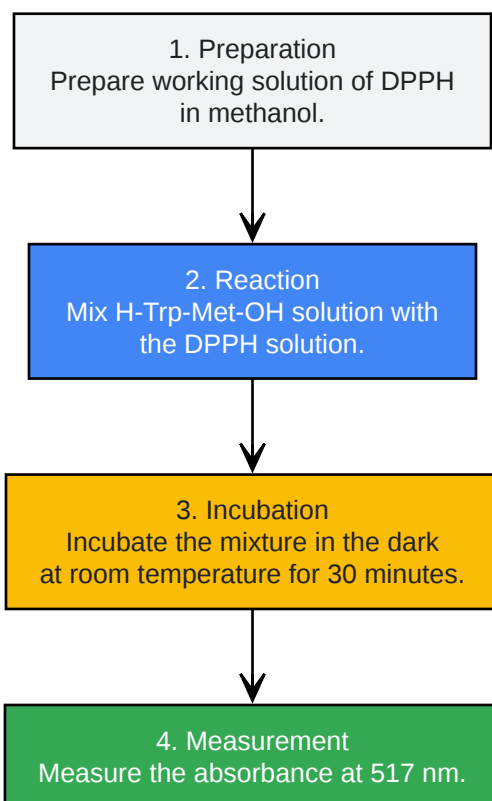 1. Preparation
Prepare working solution of DPPH
in methanol.
2. Reaction
Mix H-Trp-Met-OH solution with
the DPPH solution.
3. Incubation
Incubate the mixture in the dark
at room temperature for 30 minutes.
4. Measurement
Measure the absorbance at 517 nm.